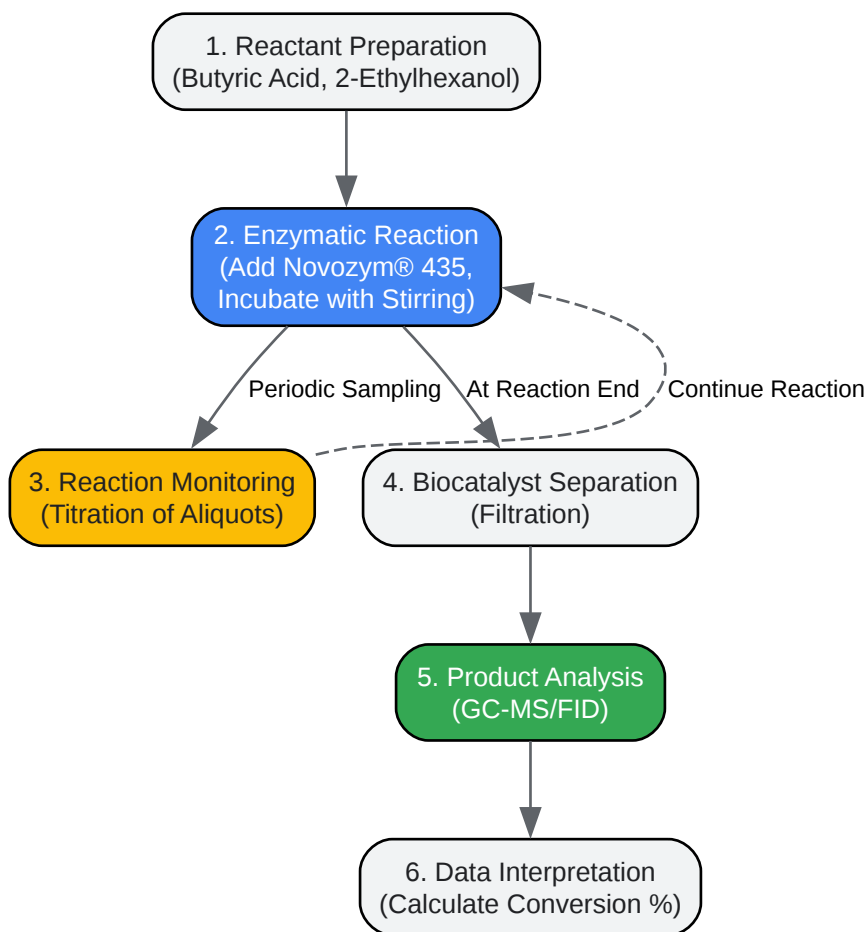 1. Reactant Preparation
(Butyric Acid, 2-Ethylhexanol)
2. Enzymatic Reaction
(Add Novozym® 435,
Incubate with Stirring)
Periodic Sampling
At Reaction End
Continue Reaction
3. Reaction Monitoring
(Titration of Aliquots)
4. Biocatalyst Separation
(Filtration)
5. Product Analysis
(GC-MS/FID)
6. Data Interpretation
(Calculate Conversion %)